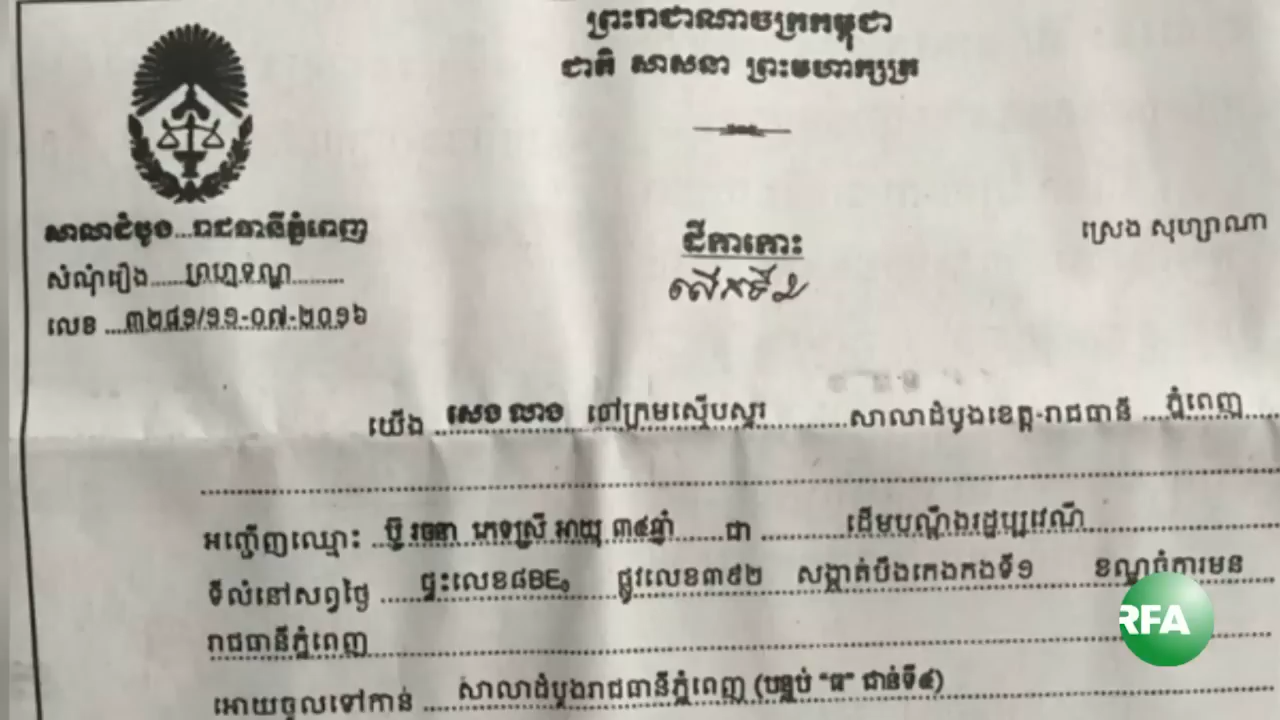 ព្រះរាជាណាចក្រកម្ពុជា
ជាតិ សាសនា ព្រះមហាក្សត្រ
សាលាដំបូង...រាជធានីភ្នំពេញ
សំណុំរឿង......ព្រហ្មទណ្ឌ.........
លេខ ...៣២៨១/១១-០៧-២០១៦
ដីកាកោះ
លើកទី២
ស្រេង សុហ្សាណា
យើង ..សេង លាង ចៅក្រមស្ដើបសួរ ............សាលាដំបូងខេត្ត-រាជធានី ...ភ្នំពេញ....
អញ្ជើញឈ្មោះ ...ប៊ូ រចនា ភេទស្រី អាយុ ៣៤ឆ្នាំ ......ជា ............ដើមបណ្ដឹងរដ្ឋប្បវេណី
ទីលំនៅសព្វថ្ងៃ .....ផ្ទះលេខ៨BE០ ផ្លូវលេខ៣៩២ សង្កាត់បឹងកេងកងទី១ ខណ្ឌចំការមន
រាជធានីភ្នំពេញ
អោយចូលទៅកាន់ ....សាលាដំបូងរាជធានីភ្នំពេញ (បន្ទប់ “ធ” ជាន់ទី៤)
RFA